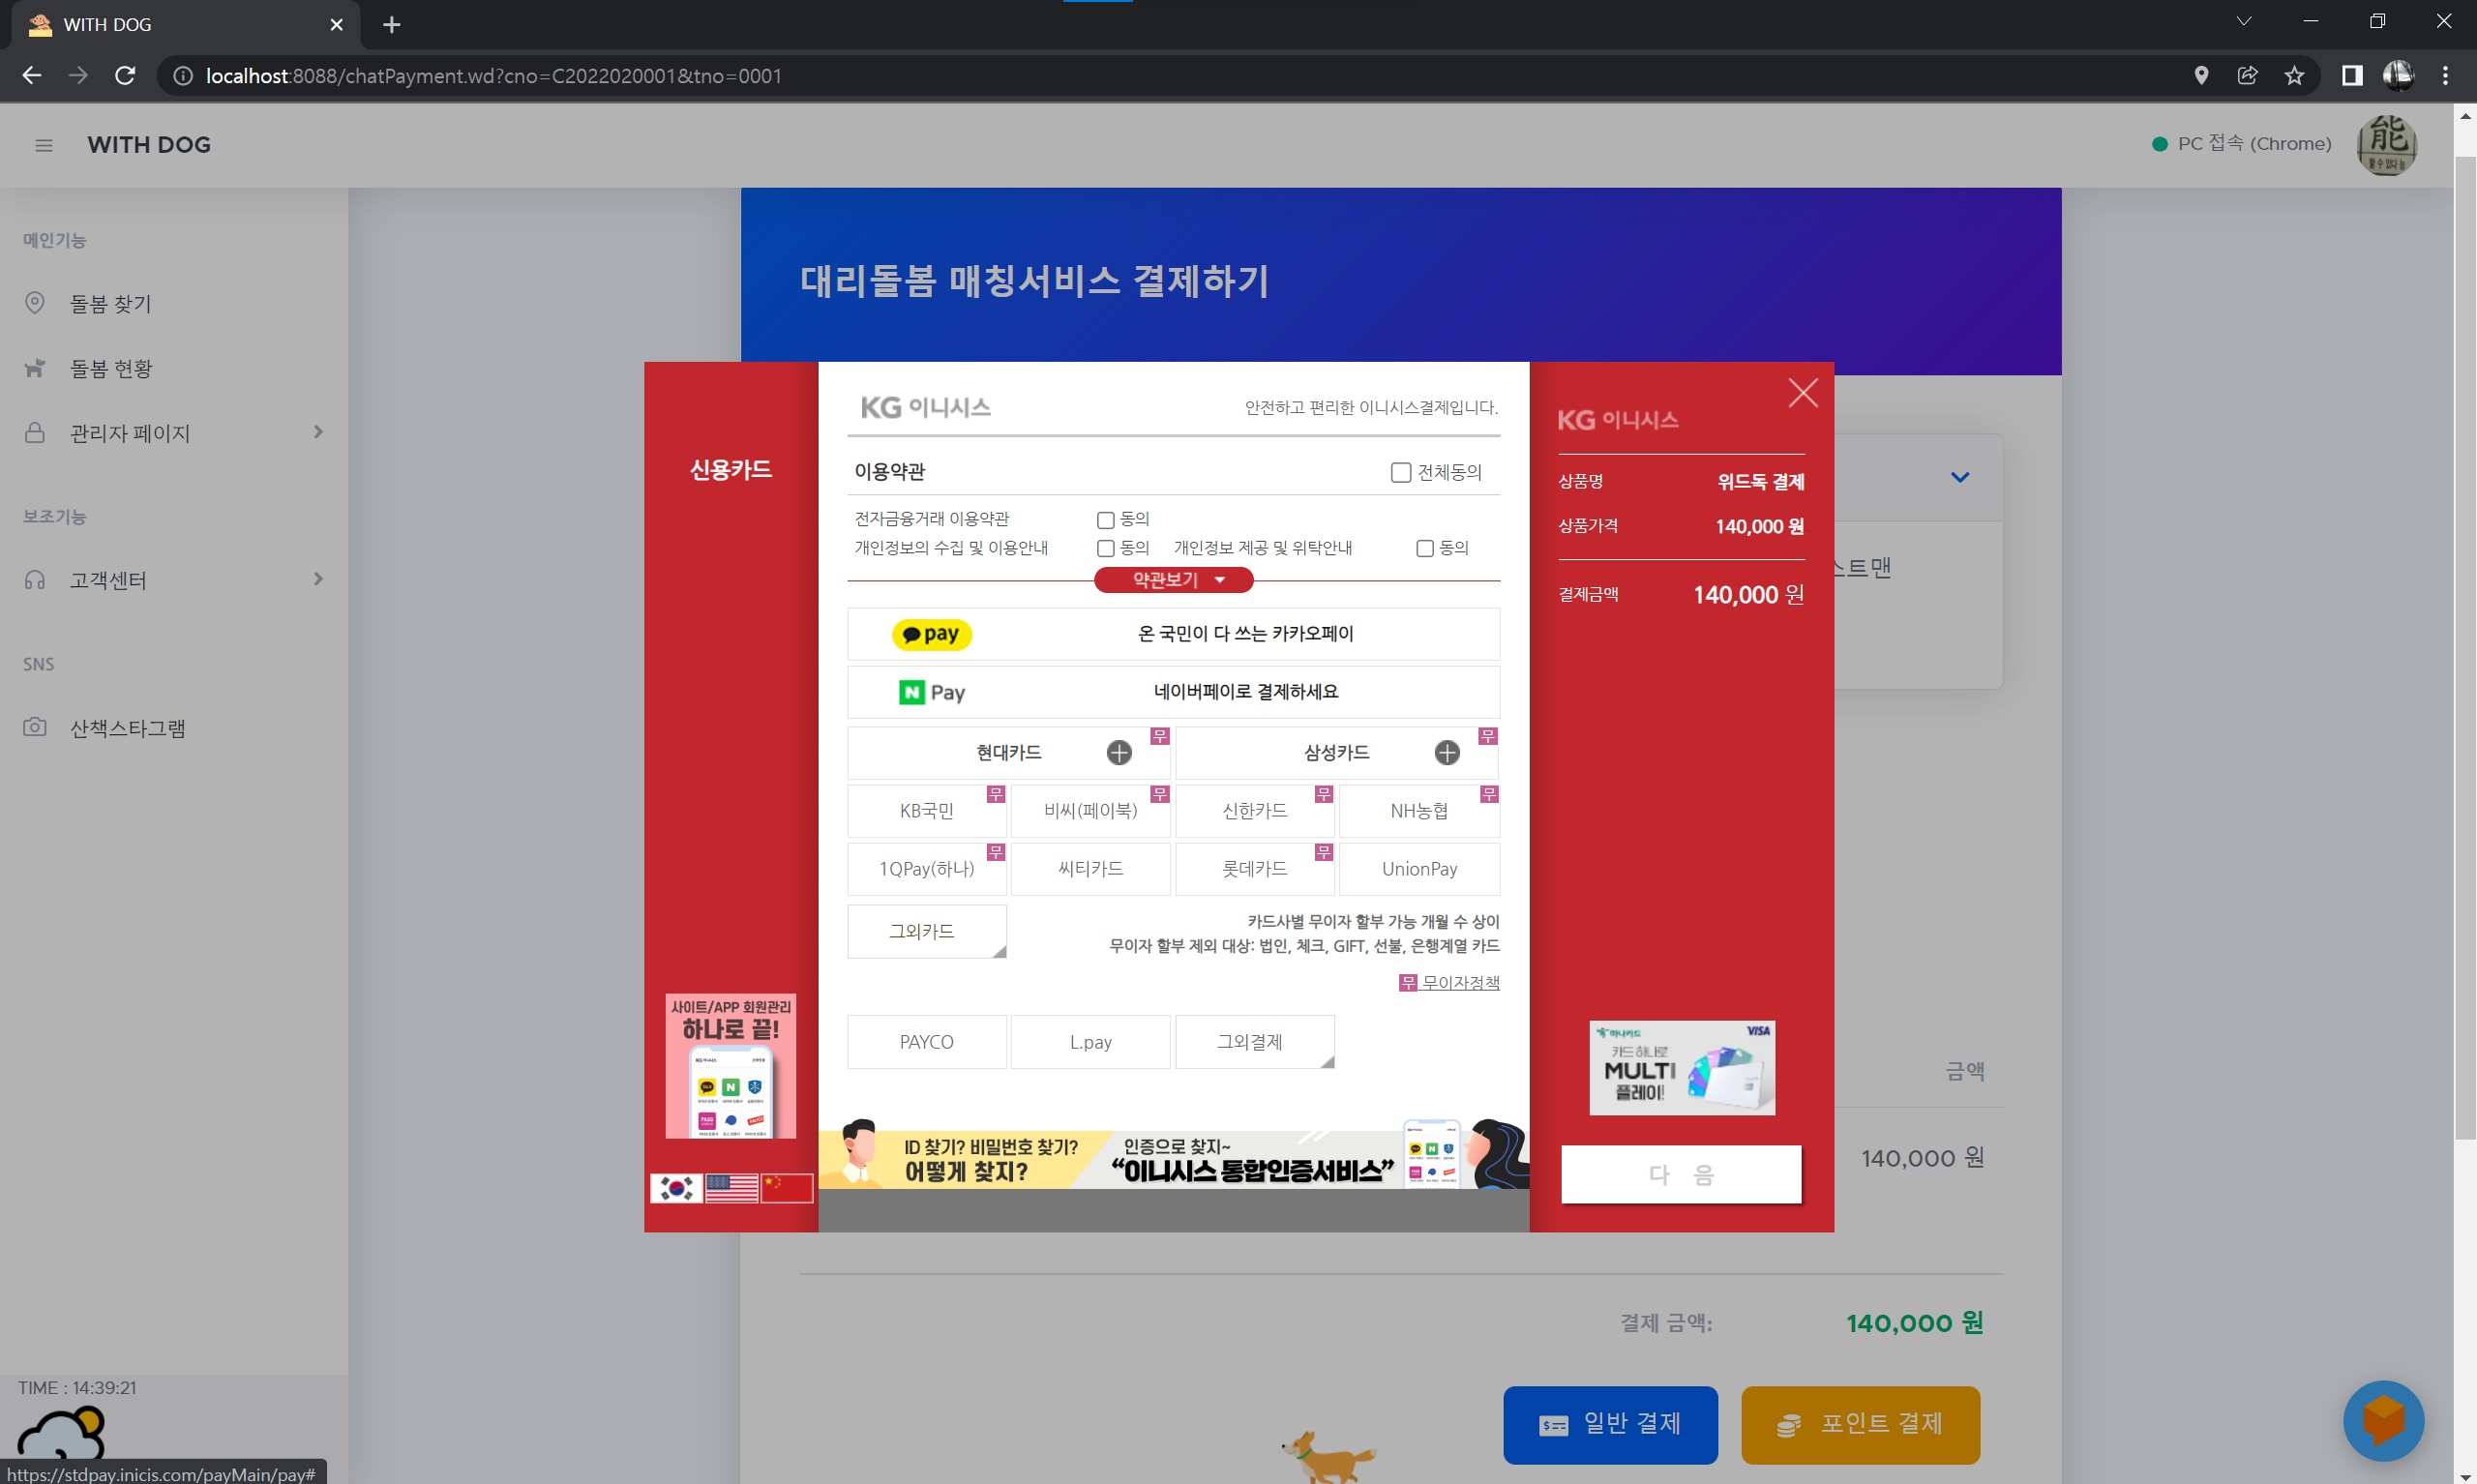 WITH DOG
localhost:8088/chatPayment.wd?cno=C2022020001&tno=0001
WITH DOG
PC 접속 (Chrome)
能
메인기능
돌봄 찾기
돌봄 현황
관리자 페이지
보조기능
고객센터
SNS
산책스타그램
TIME : 14:39:21
https://stdpay.inicis.com/payMain/pay#
대리돌봄 매칭서비스 결제하기
신용카드
사이트/APP 회원관리
하나로 끝!
KG 이니시스
안전하고 편리한 이니시스결제입니다.
이용약관
전체동의
전자금융거래 이용약관 동의
개인정보의 수집 및 이용안내 동의 개인정보 제공 및 위탁안내 동의
약관보기
pay 온 국민이 다 쓰는 카카오페이
N Pay 네이버페이로 결제하세요
현대카드 무 삼성카드 무
KB국민 무 비씨(페이북) 무 신한카드 무 NH농협 무
1QPay(하나) 무 씨티카드 롯데카드 무 UnionPay
그외카드
카드사별 무이자 할부 가능 개월 수 상이
무이자 할부 제외 대상: 법인, 체크, GIFT, 선불, 은행계열 카드
무 무이자정책
PAYCO L.pay 그외결제
ID 찾기? 비밀번호 찾기?
어떻게 찾지?
인증으로 찾지~
“이니시스 통합인증서비스”
KG 이니시스
상품명 위드독 결제
상품가격 140,000 원
결제금액 140,000 원
하나카드 VISA
카드 하나로
MULTI
플레이!
다 음
스트맨
금액
140,000 원
결제 금액: 140,000 원
일반 결제
포인트 결제